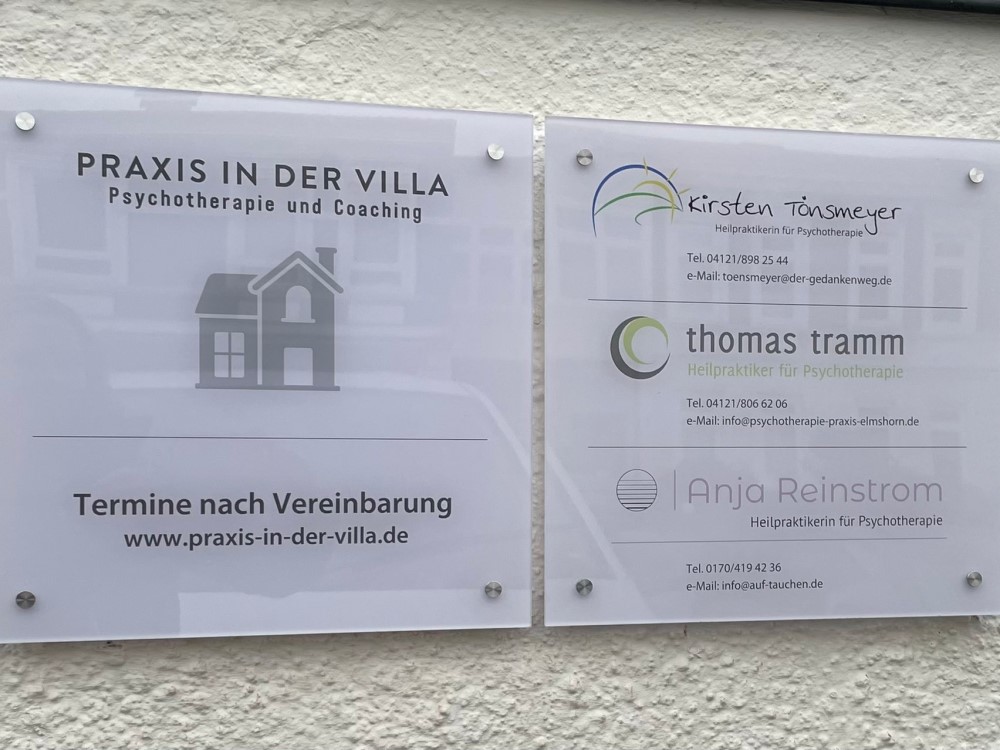 PRAXIS IN DER VILLA
Psychotherapie und Coaching
Termine nach Vereinbarung
www.praxis-in-der-villa.de
Kirsten Tönsmeyer
Heilpraktikerin für Psychotherapie
Tel. 04121/898 25 44
e-Mail: toensmeyer@der-gedankenweg.de
thomas tramm
Heilpraktiker für Psychotherapie
Tel. 04121/806 62 06
e-Mail: info@psychotherapie-praxis-elmshorn.de
Anja Reinstrom
Heilpraktikerin für Psychotherapie
Tel. 0170/419 42 36
e-Mail: info@auf-tauchen.de